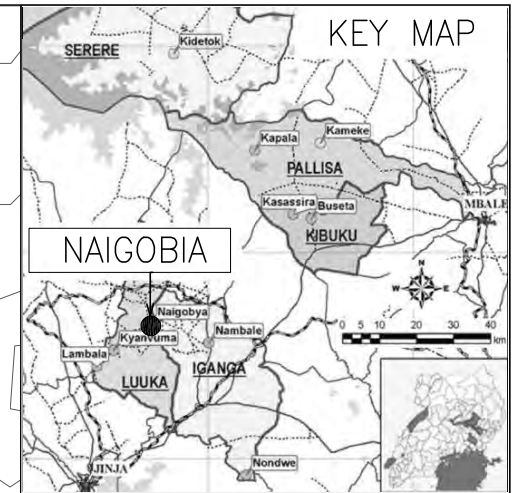 KEY MAP
SERERE
Kidetok
Kapala
Kameke
PALLISA
Kasassira
Buseta
KIBUKU
MBALE
NAIGOBIA
N
W E
S
Naigobya
Kyanvuma
Nambale
Lambala
LUUKA
IGANGA
0 5 10 20 30 40
km
JINJA
Nondwe